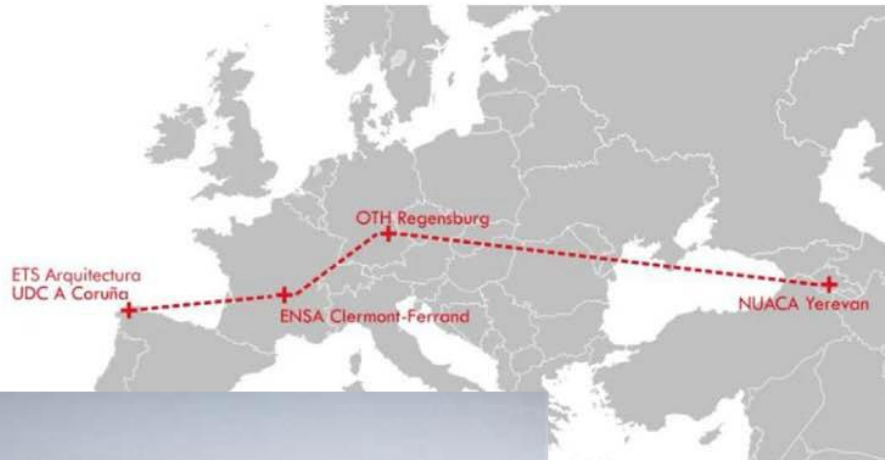 OTH Regensburg
ETS Arquitectura
UDC A Coruña
ENSA Clermont-Ferrand
NUACA Yerevan